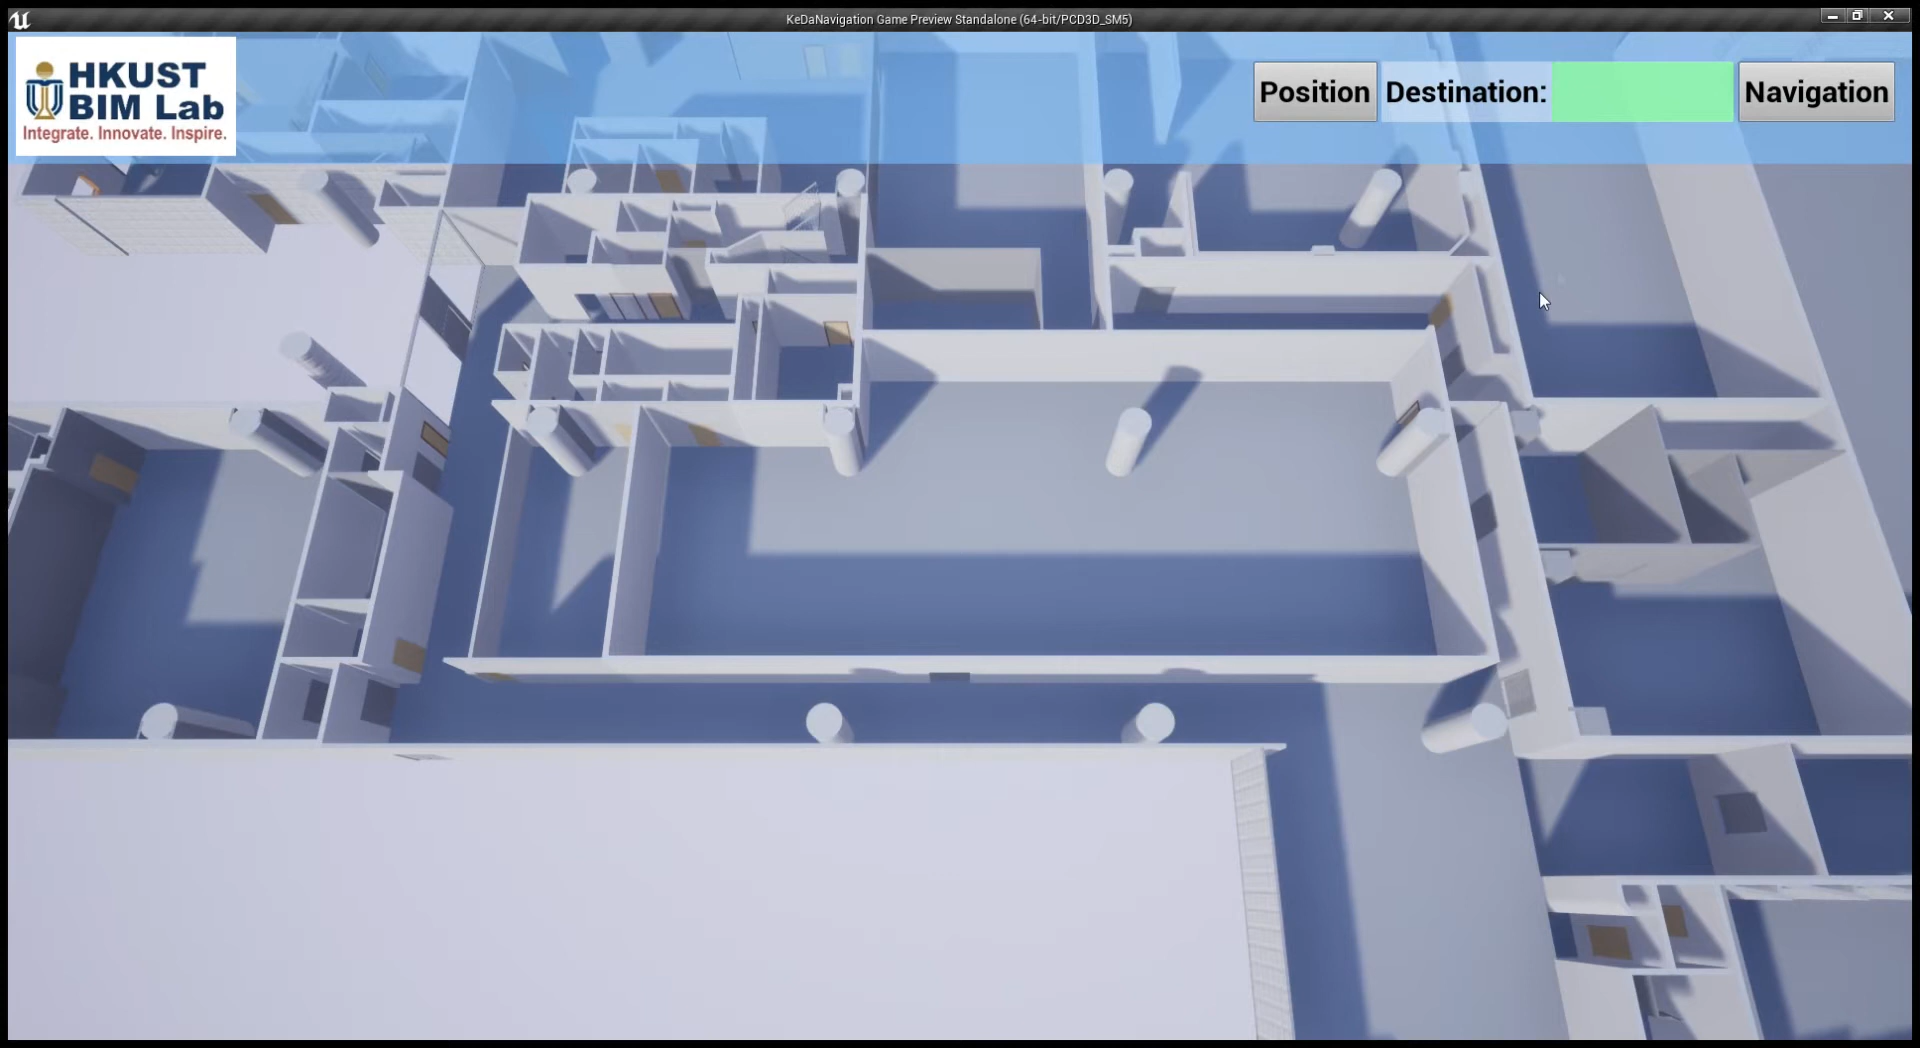 KeDaNavigation Game Preview Standalone (64-bit/PCD3D_SM5)
HKUST
BIM Lab
Integrate. Innovate. Inspire.
Position Destination: Navigation